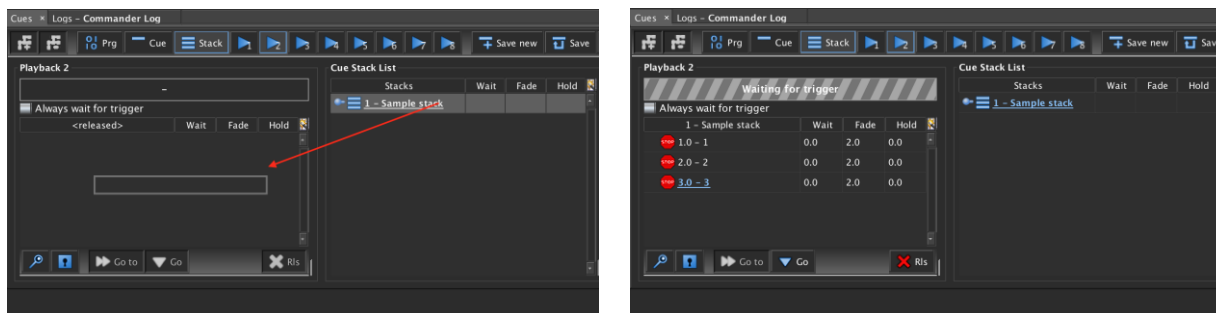 Cues × Logs – Commander Log
Prg Cue Stack 1 2 3 4 5 6 7 8 Save new Save
Playback 2
–
Always wait for trigger
<released> Wait Fade Hold
Go to Go Rls
Cue Stack List
Stacks Wait Fade Hold
1 – Sample stack
Cues × Logs – Commander Log
Prg Cue Stack 1 2 3 4 5 6 7 8 Save new Sav
Playback 2
Waiting for trigger
Always wait for trigger
1 – Sample stack Wait Fade Hold
STOP 1.0 – 1 0.0 2.0 0.0
STOP 2.0 – 2 0.0 2.0 0.0
STOP 3.0 – 3 0.0 2.0 0.0
Go to Go Rls
Cue Stack List
Stacks Wait Fade Hold
1 – Sample stack